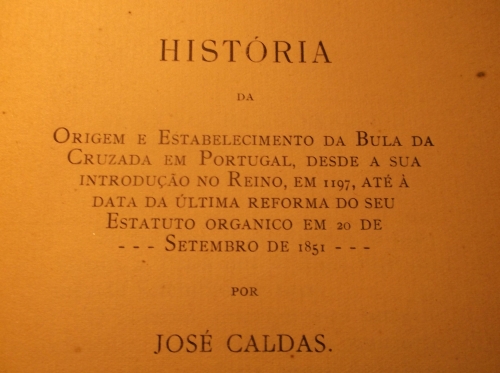 HISTÓRIA
DA
ORIGEM E ESTABELECIMENTO DA BULA DA
CRUZADA EM PORTUGAL, DESDE A SUA
INTRODUÇÃO NO REINO, EM 1197, ATÉ À
DATA DA ÚLTIMA REFORMA DO SEU
ESTATUTO ORGANICO EM 20 DE
- - - SETEMBRO DE 1851 - - -
POR
JOSÉ CALDAS.